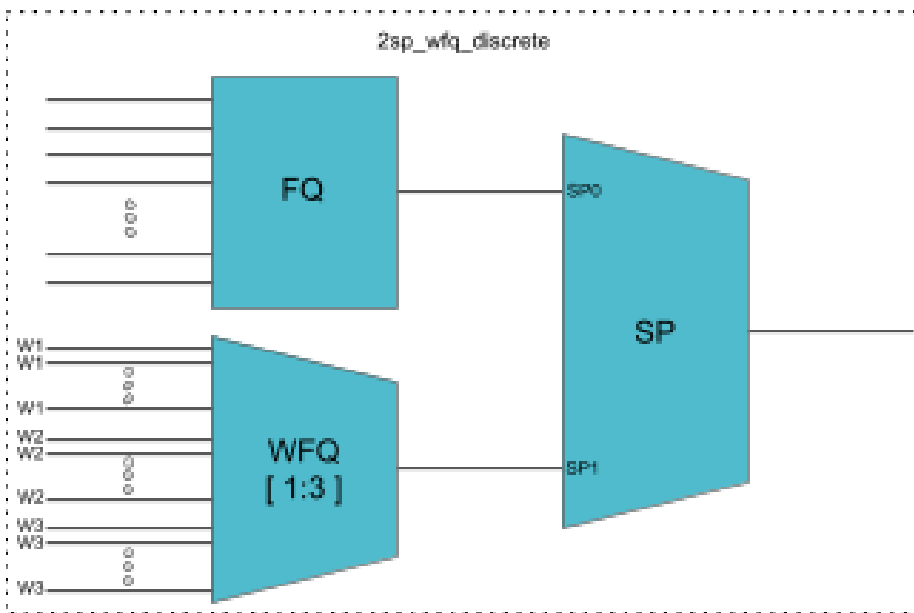 2sp_wfq_discrete
FQ
SP0
SP
W1
W1
W1
W2
W2
W2
W3
W3
W3
WFQ
[ 1:3 ]
SP1